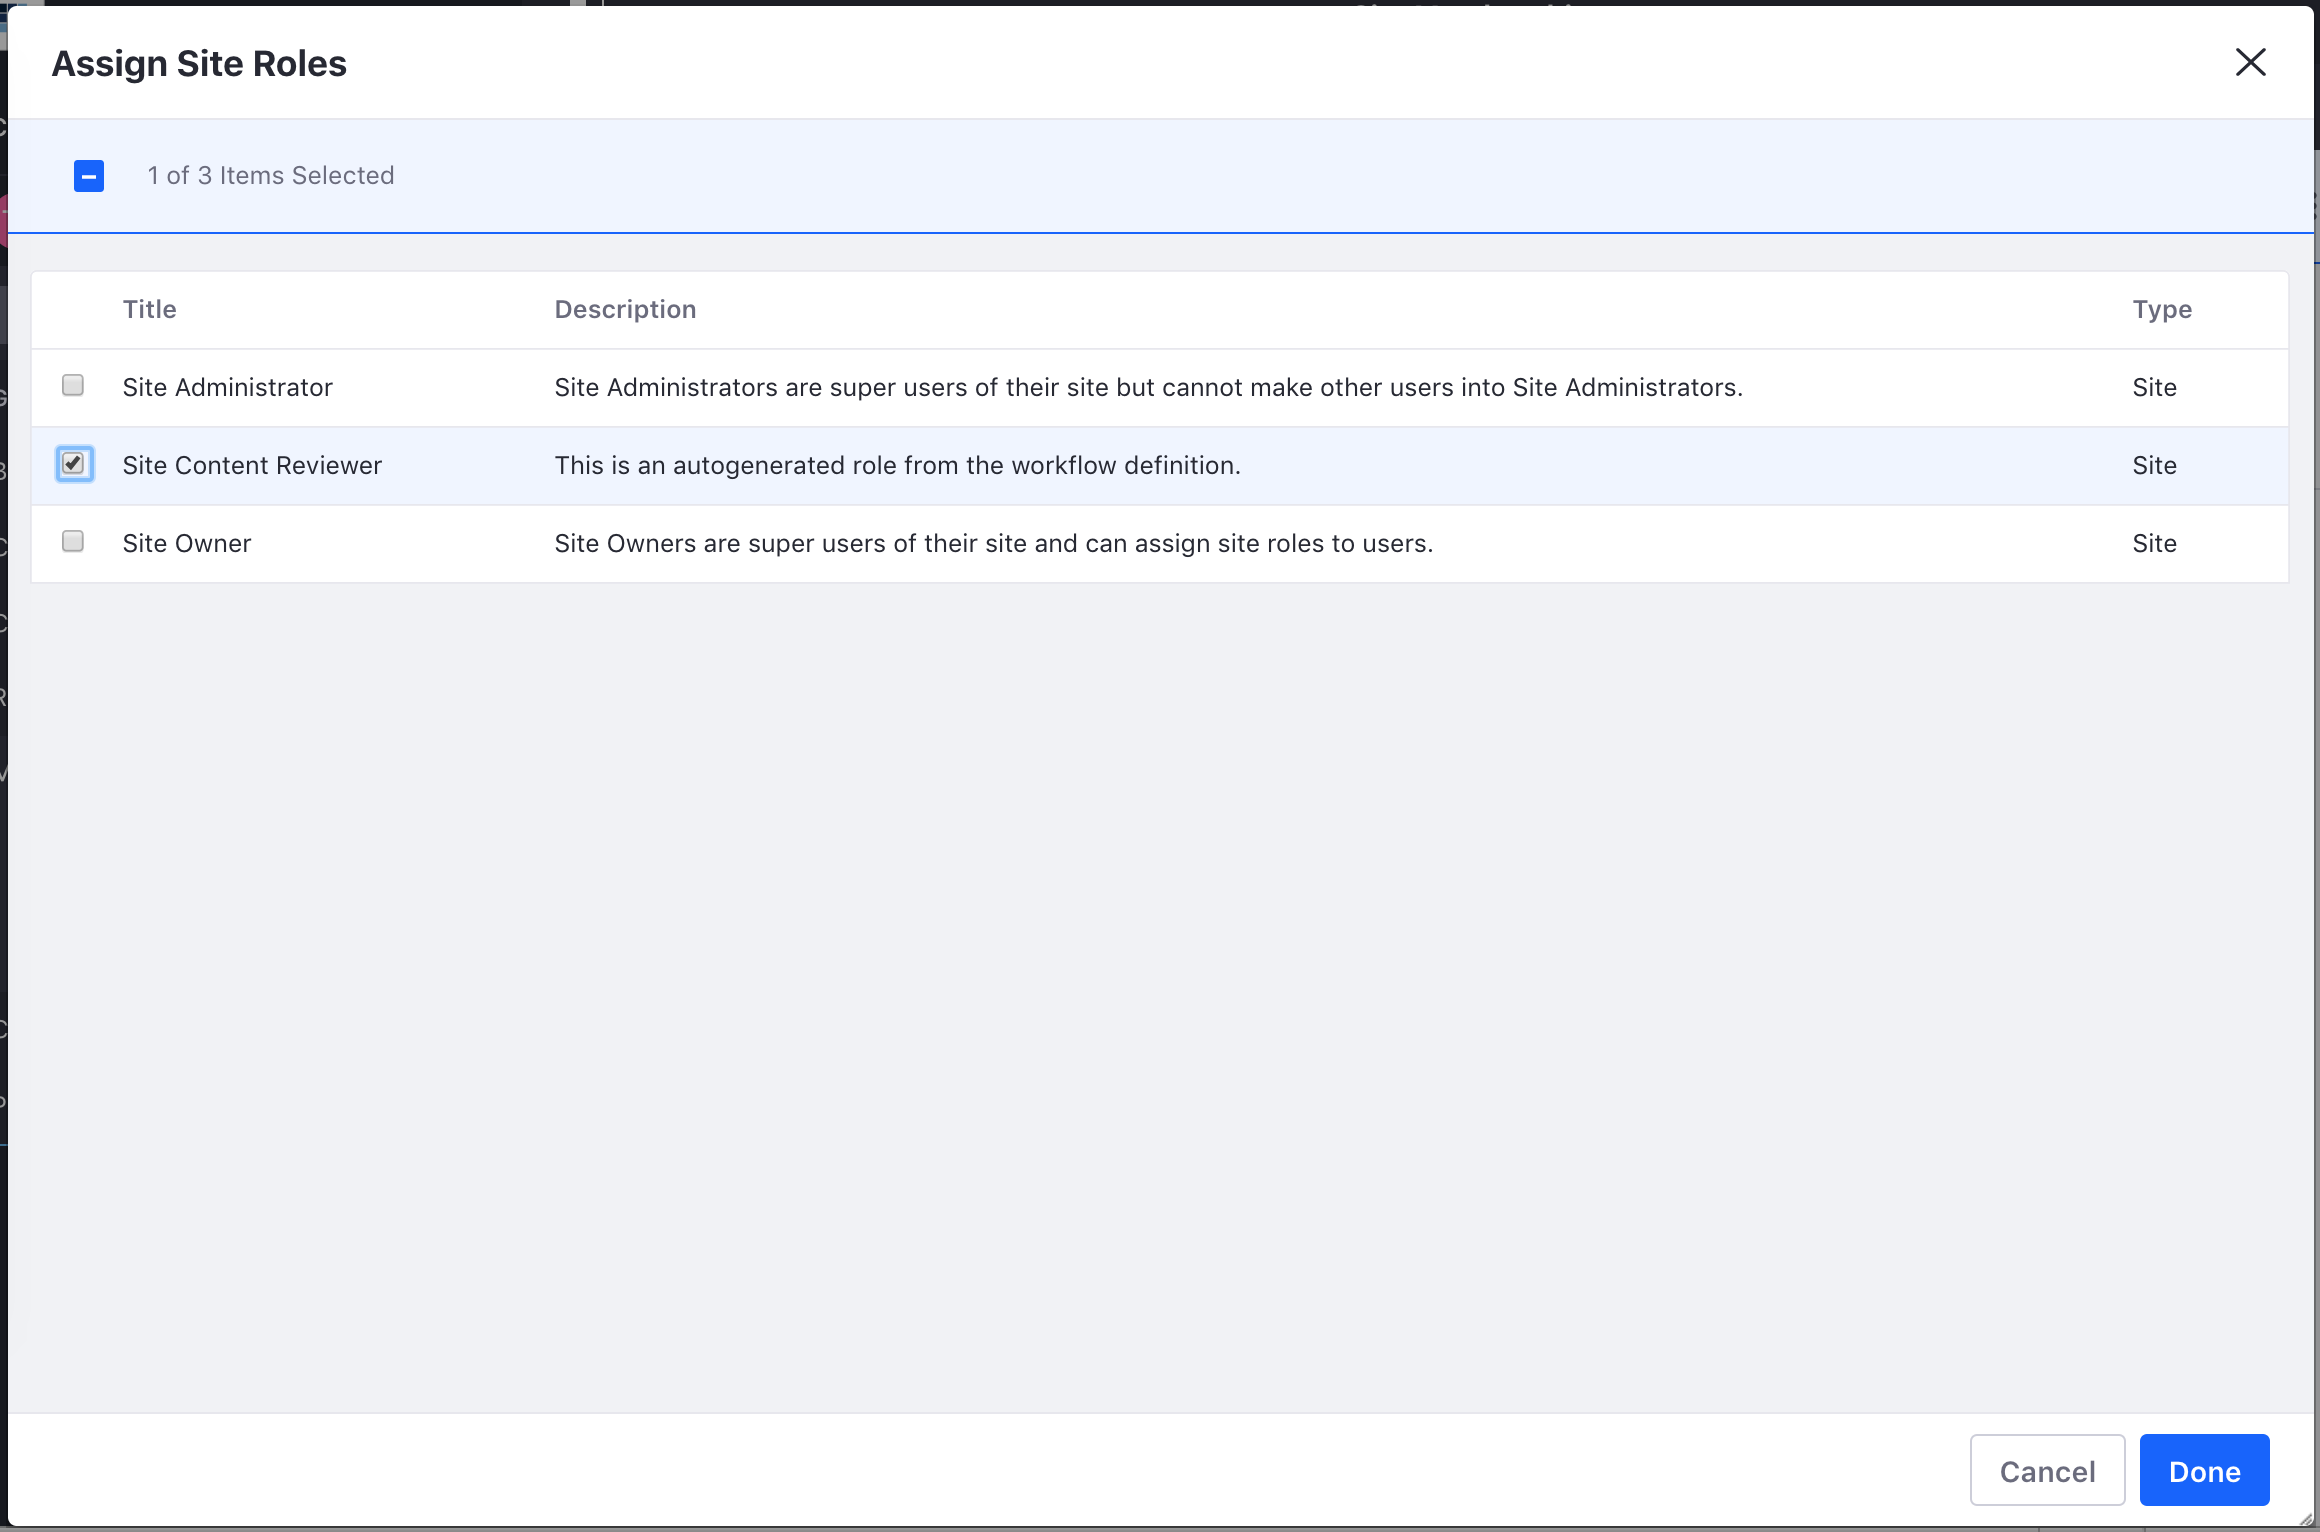 Assign Site Roles
1 of 3 Items Selected
Title Description Type
Site Administrator Site Administrators are super users of their site but cannot make other users into Site Administrators. Site
Site Content Reviewer This is an autogenerated role from the workflow definition. Site
Site Owner Site Owners are super users of their site and can assign site roles to users. Site
Cancel Done